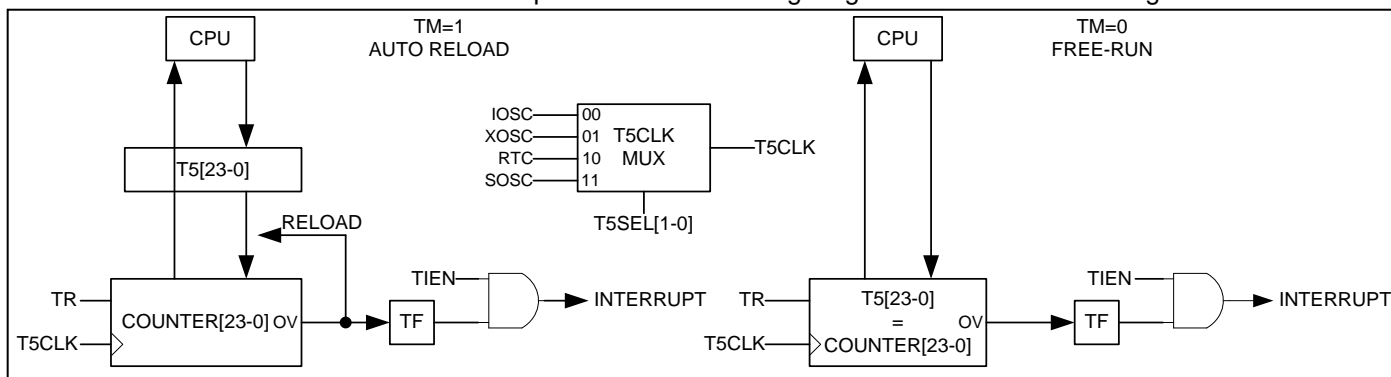 CPU
TM=1
AUTO RELOAD
CPU
TM=0
FREE-RUN
IOSC
00
XOSC
01
T5CLK
RTC
10
MUX
SOSC
11
T5CLK
T5SEL[1-0]
T5[23-0]
RELOAD
TR
COUNTER[23-0]
OV
T5CLK
TF
TIEN
INTERRUPT
TR
T5[23-0]
=
COUNTER[23-0]
OV
T5CLK
TF
TIEN
INTERRUPT